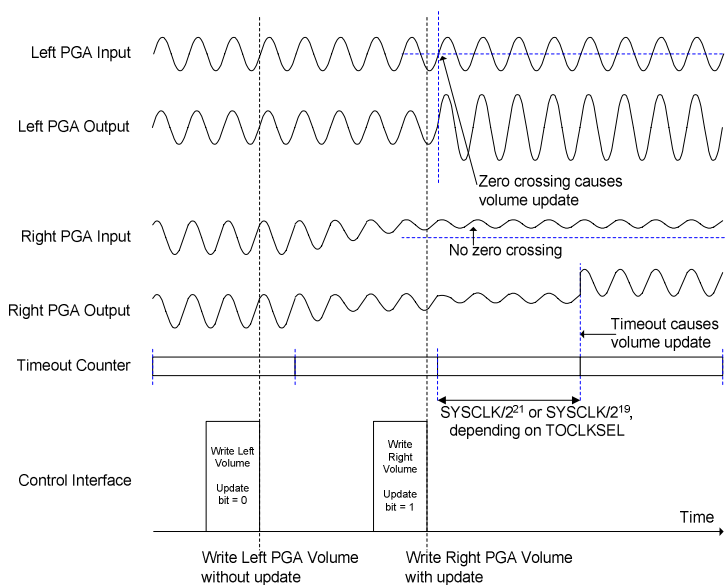 Left PGA Input
Left PGA Output
Zero crossing causes
volume update
Right PGA Input
No zero crossing
Right PGA Output
Timeout causes
volume update
Timeout Counter
SYSCLK/2²¹ or SYSCLK/2¹⁹,
depending on TOCLKSEL
Write Left
Volume
Update
bit = 0
Write
Right
Volume
Update
bit = 1
Control Interface
Time
Write Left PGA Volume
without update
Write Right PGA Volume
with update